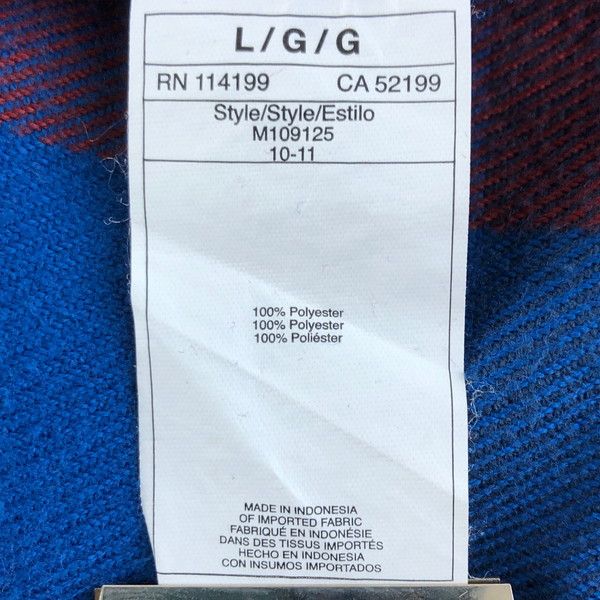 L/G/G
RN 114199 CA 52199
Style/Style/Estilo
M109125
10-11
100% Polyester
100% Polyester
100% Poliéster
MADE IN INDONESIA
OF IMPORTED FABRIC
FABRIQUÉ EN INDONÉSIE
DANS DES TISSUS IMPORTÉS
HECHO EN INDONESIA
CON INSUMOS IMPORTADOS